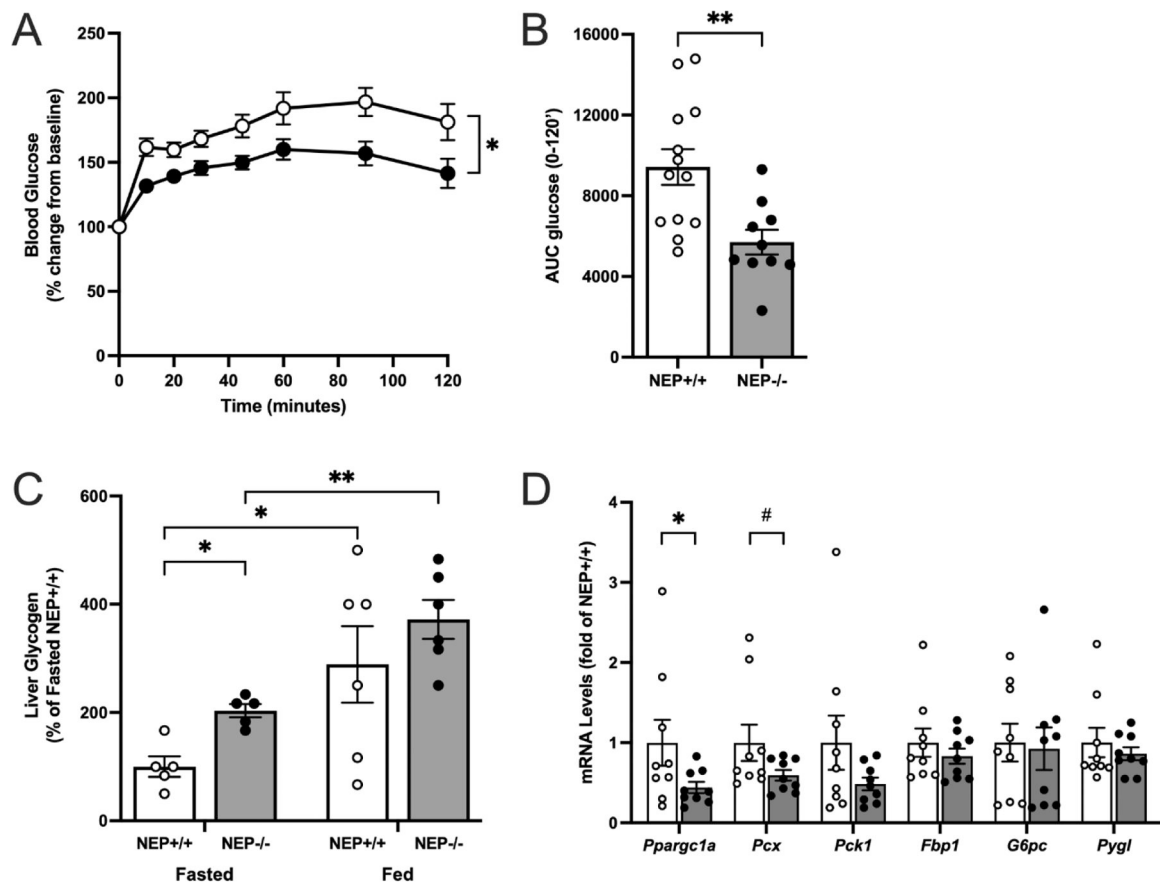 A
Blood Glucose
(% change from baseline)
250
200
150
100
50
0
*
0 20 40 60 80 100 120
Time (minutes)
B
AUC glucose (0-120')
16000
12000
8000
4000
0
**
NEP+/+ NEP-/-
C
Liver Glycogen
(% of Fasted NEP+/+)
600
400
200
0
**
*
*
NEP+/+ NEP-/- NEP+/+ NEP-/-
Fasted Fed
D
mRNA Levels (fold of NEP+/+)
4
3
2
1
0
* #
Ppargc1a Pcx Pck1 Fbp1 G6pc Pygl